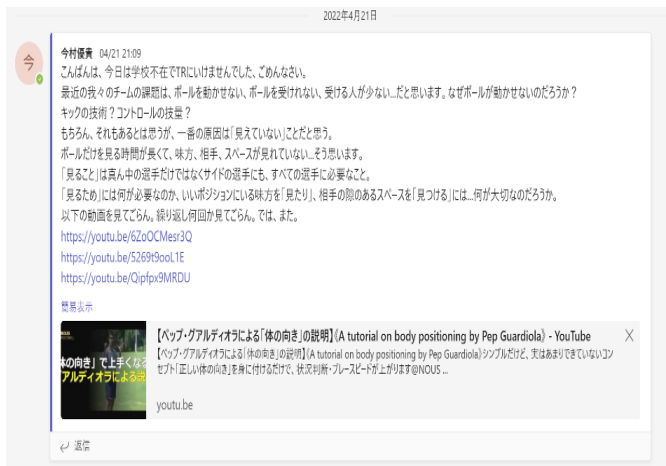 2022年4月21日
今
今村優貴 04/21 21:09
こんばんは、今日は学校不在でTRにいけませんでした、ごめんなさい。
最近の我々のチームの課題は、ボールを動かせない、ボールを受けれない、受ける人が少ない…だと思います。なぜボールが動かせないのだろうか？
キックの技術？コントロールの技量？
もちろん、それもあるとは思うが、一番の原因は「見えていない」ことだと思う。
ボールだけを見る時間が長くて、味方、相手、スペースが見れていない…そう思います。
「見ること」は真ん中の選手だけではなくサイドの選手にも、すべての選手に必要なこと。
「見るため」には何が必要なのか、いいポジションにいる味方を「見たり」、相手の隙のあるスペースを「見つける」には…何が大切なのだろうか。
以下の動画を見てごらん。繰り返し何回か見てごらん。では、また。
https://youtu.be/6ZoOCMesr3Q
https://youtu.be/5269t9ooL1E
https://youtu.be/Qipfpx9MRDU
簡易表示
【ペップ・グアルディオラによる「体の向き」の説明】《A tutorial on body positioning by Pep Guardiola》 - YouTube
【ペップ・グアルディオラによる「体の向き」の説明】《A tutorial on body positioning by Pep Guardiola》シンプルだけど、実はあまりできていないコン
セプト「正しい体の向き」を身に付けるだけで、状況判断・プレースピードが上がります@NOUS ...
youtu.be
体の向き」で上手くなる
アルディオラによる説
返信